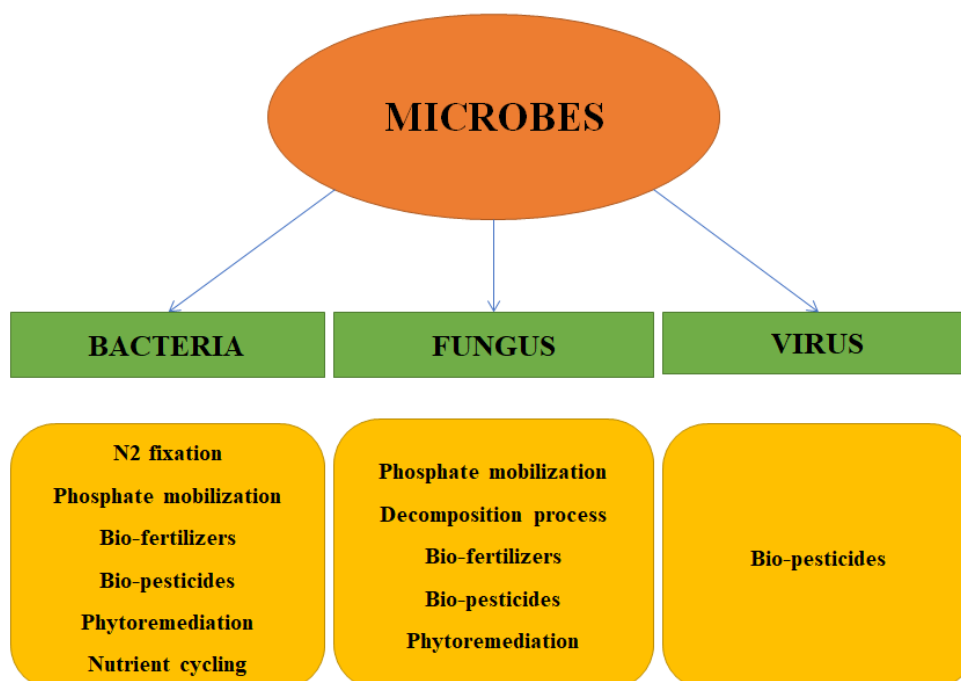 MICROBES
BACTERIA
FUNGUS
VIRUS
N2 fixation
Phosphate mobilization
Bio-fertilizers
Bio-pesticides
Phytoremediation
Nutrient cycling
Phosphate mobilization
Decomposition process
Bio-fertilizers
Bio-pesticides
Phytoremediation
Bio-pesticides